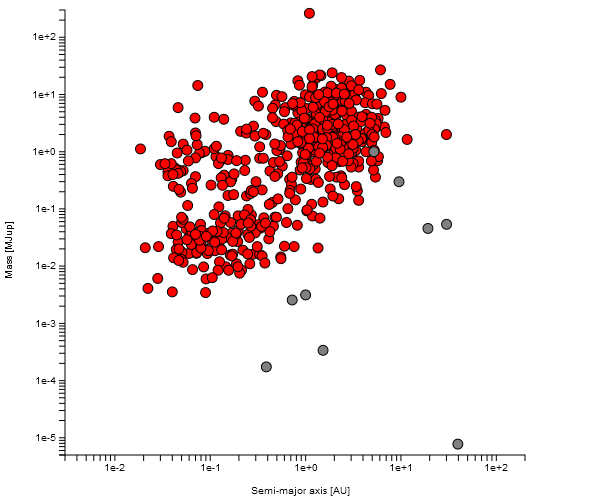 1e+2
1e+1
1e+0
1e-1
1e-2
1e-3
1e-4
1e-5
Mass [MJup]
1e-2 1e-1 1e+0 1e+1 1e+2
Semi-major axis [AU]